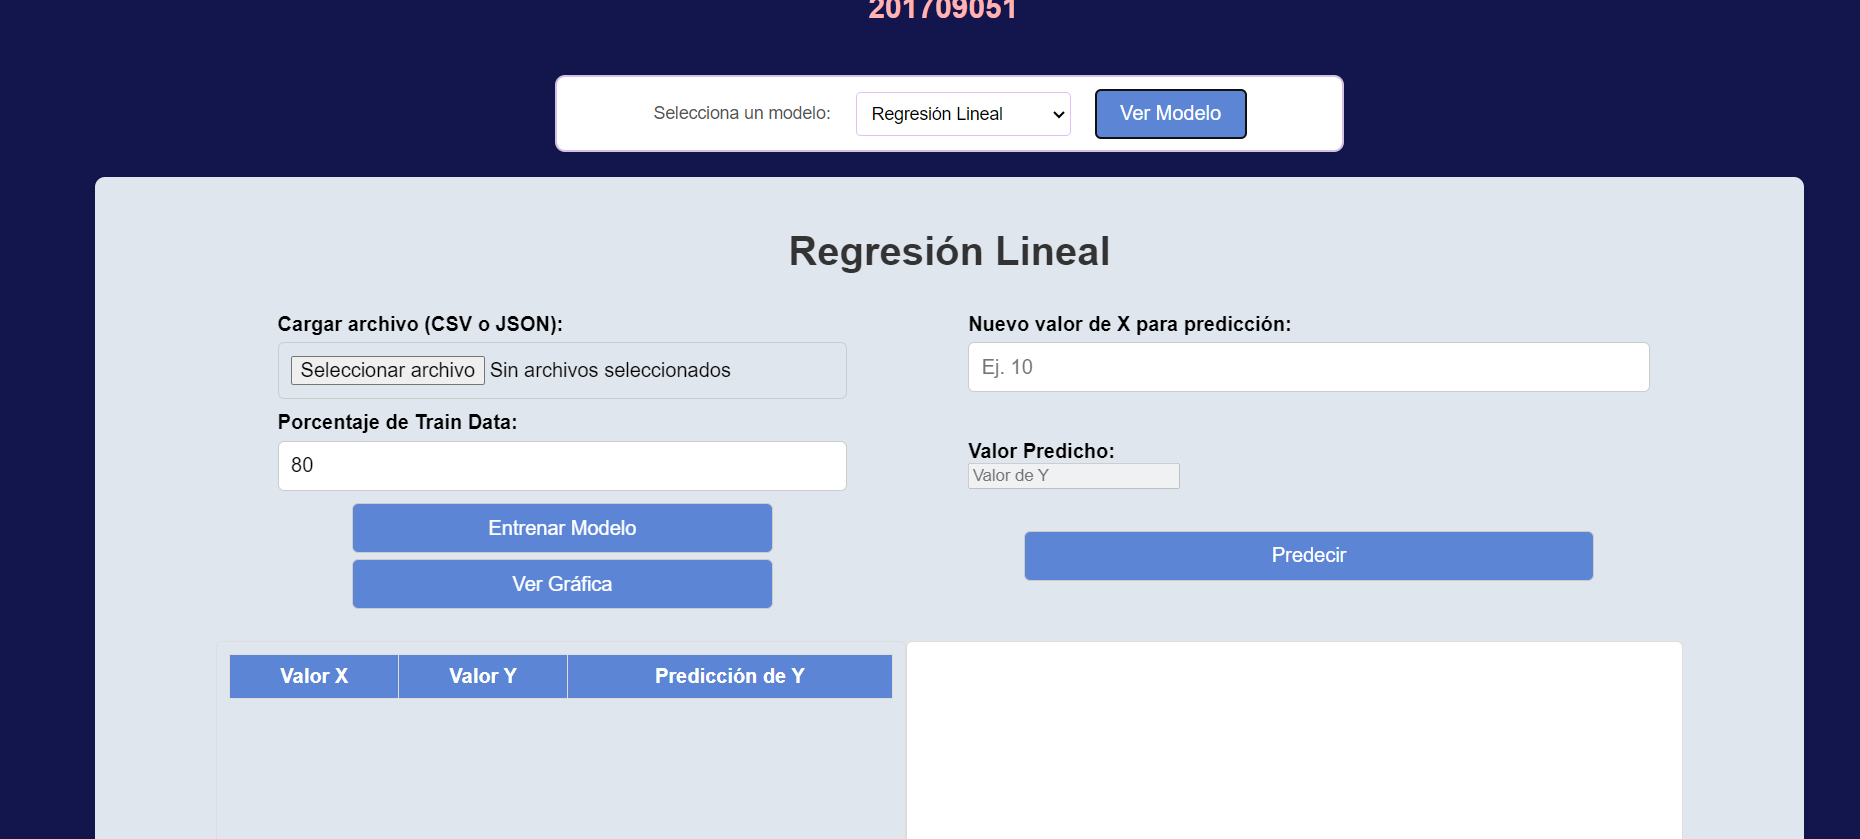 201709051
Selecciona un modelo:
Regresión Lineal
Ver Modelo
Regresión Lineal
Cargar archivo (CSV o JSON):
Seleccionar archivo Sin archivos seleccionados
Porcentaje de Train Data:
80
Entrenar Modelo
Ver Gráfica
Nuevo valor de X para predicción:
Ej. 10
Valor Predicho:
Valor de Y
Predecir
Valor X Valor Y Predicción de Y